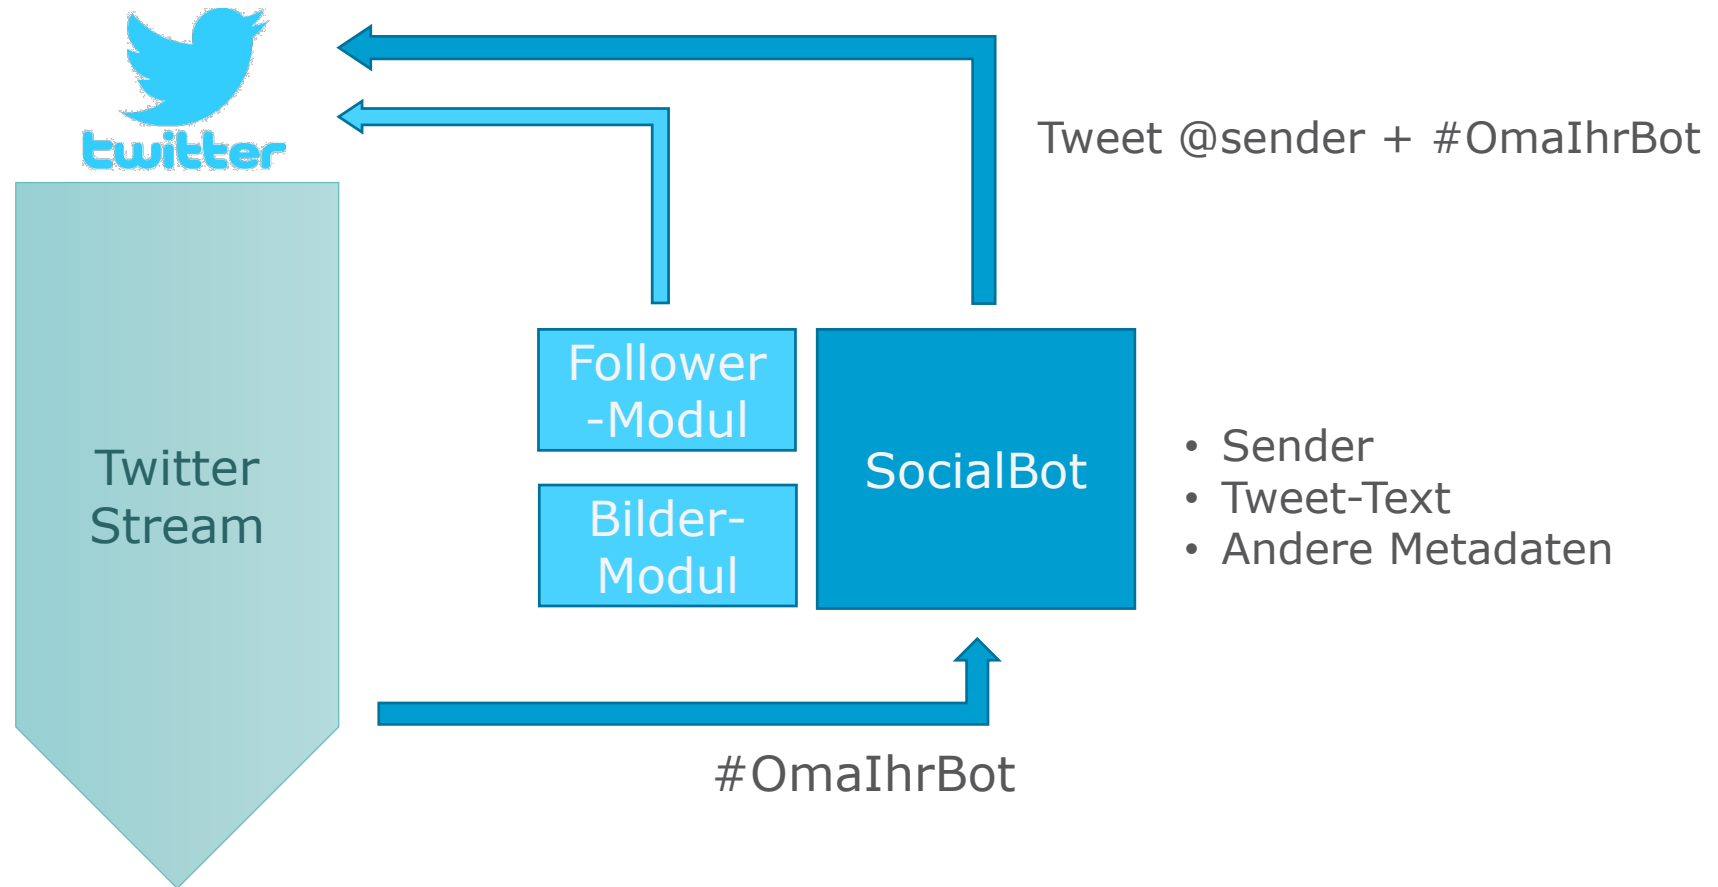 twitter
Tweet @sender + #OmaIhrBot
Twitter
Stream
Follower
-Modul
Bilder-
Modul
SocialBot
• Sender
• Tweet-Text
• Andere Metadaten
#OmaIhrBot